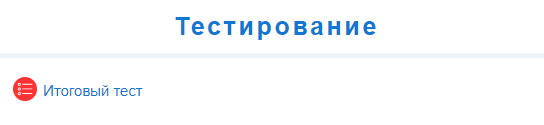 Тестирование
Итоговый тест